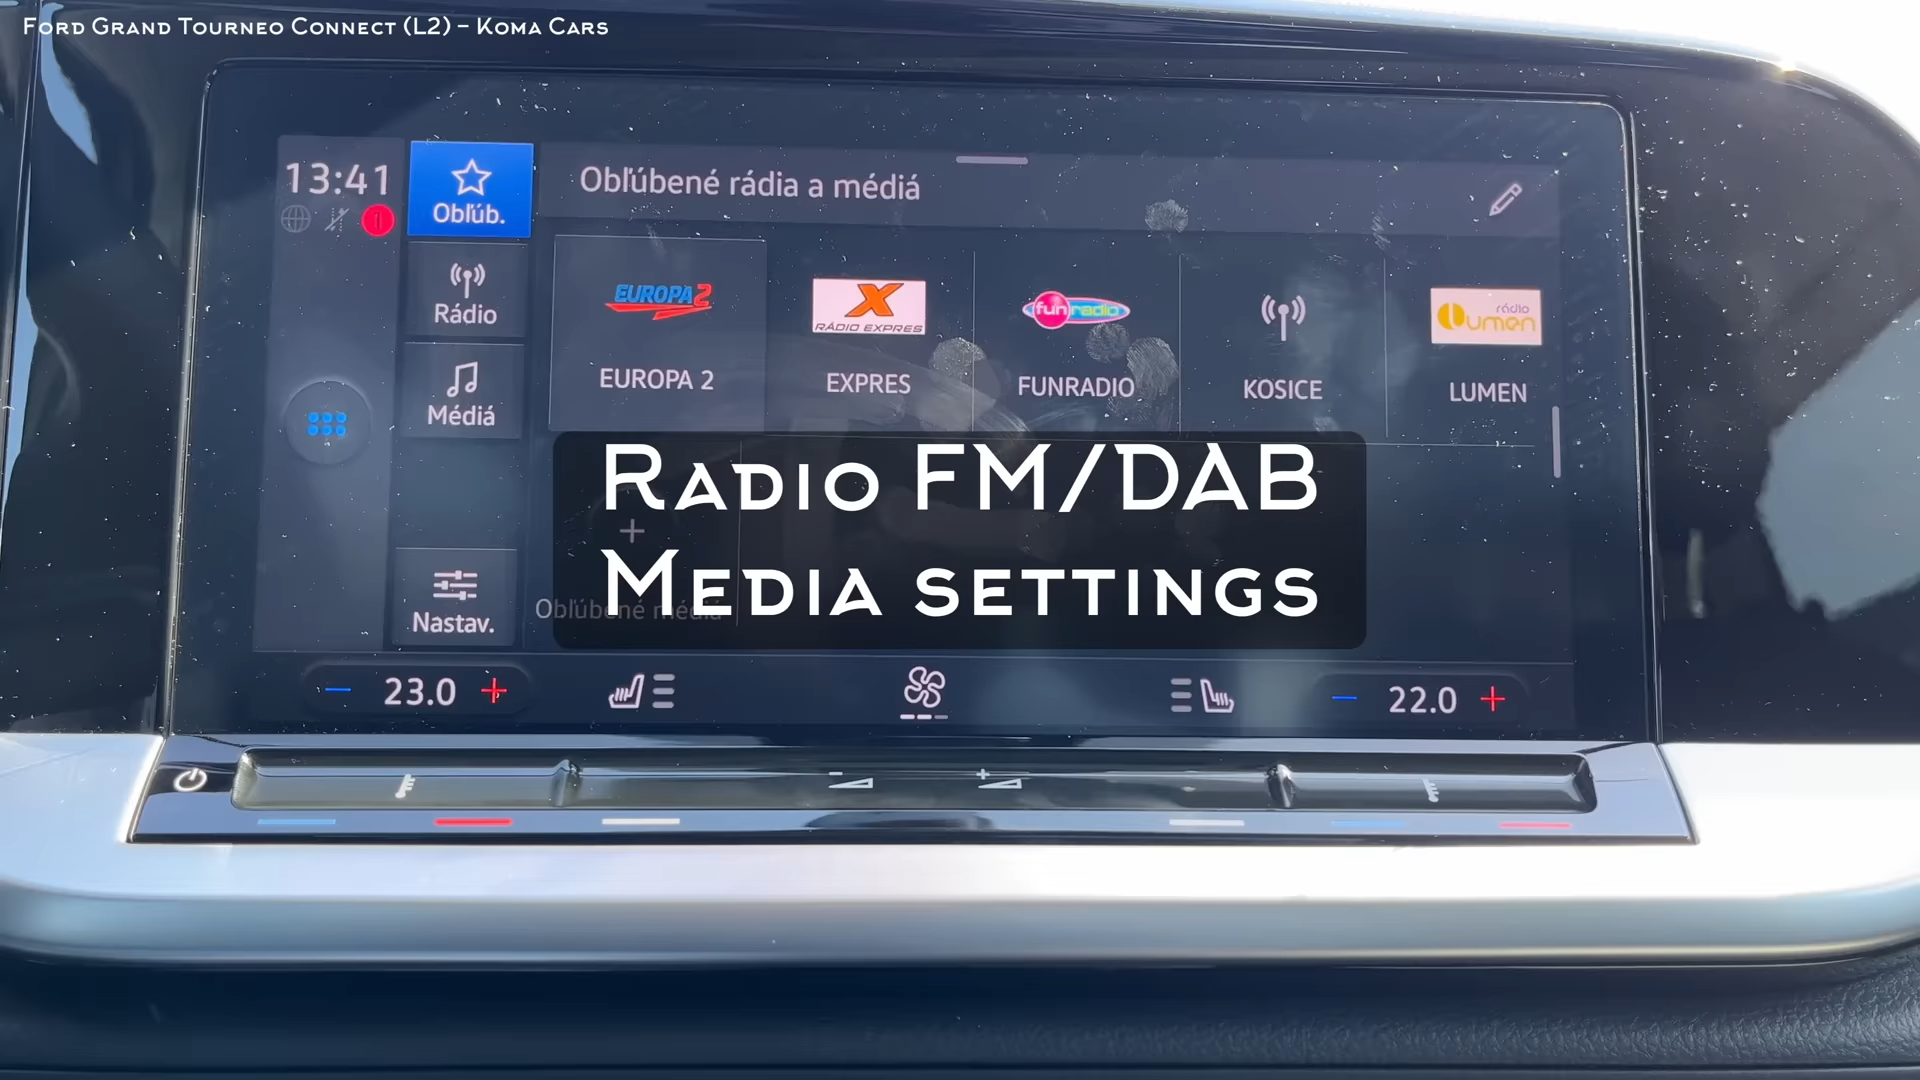 Ford Grand Tourneo Connect (L2) – Koma Cars
13:41
Obľúb.
Obľúbené rádia a médiá
Rádio
Médiá
Nastav.
EUROPA 2
EUROPA 2
X
RÁDIO EXPRES
EXPRES
fun radio
FUNRADIO
KOSICE
rádio
lumen
LUMEN
Radio FM/DAB
Media settings
Obľúbené médiá
23.0
22.0